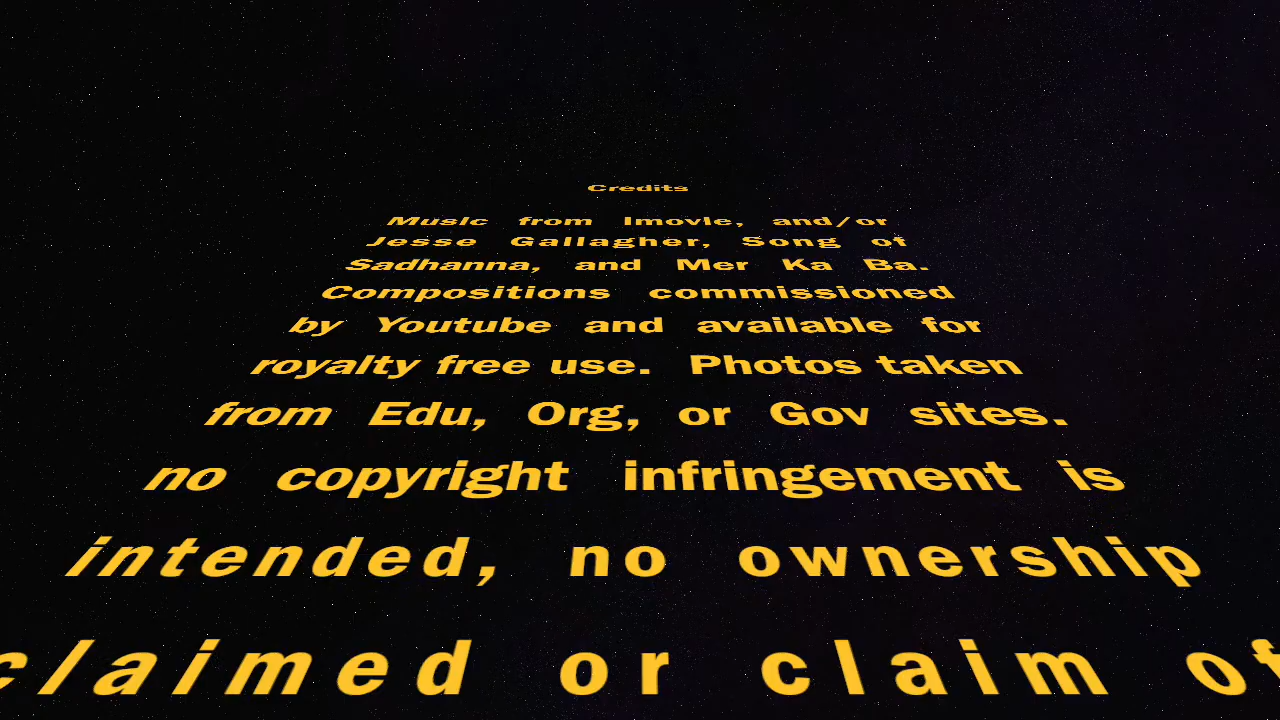 Credits
Music from Imovie, and/or
Jesse Gallagher, Song of
Sadhanna, and Mer Ka Ba.
Compositions commissioned
by Youtube and available for
royalty free use. Photos taken
from Edu, Org, or Gov sites.
no copyright infringement is
intended, no ownership
claimed or claim of